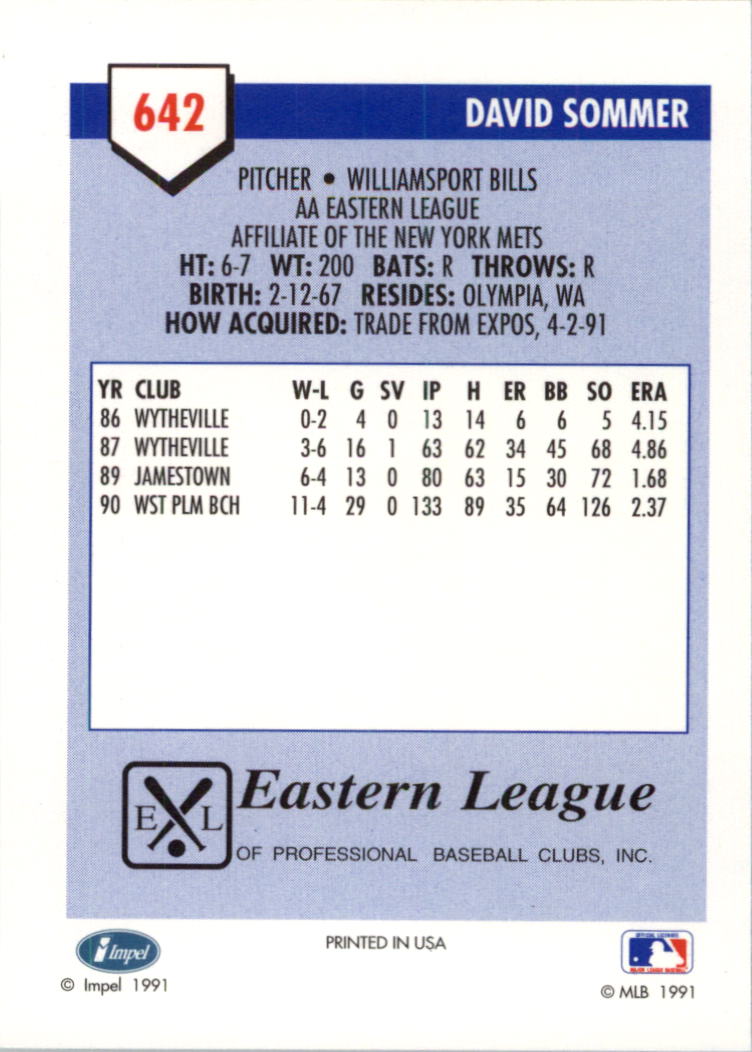 642
DAVID SOMMER
PITCHER • WILLIAMSPORT BILLS
AA EASTERN LEAGUE
AFFILIATE OF THE NEW YORK METS
HT: 6-7 WT: 200 BATS: R THROWS: R
BIRTH: 2-12-67 RESIDES: OLYMPIA, WA
HOW ACQUIRED: TRADE FROM EXPOS, 4-2-91
YR CLUB W-L G SV IP H ER BB SO ERA
86 WYTHEVILLE 0-2 4 0 13 14 6 6 5 4.15
87 WYTHEVILLE 3-6 16 1 63 62 34 45 68 4.86
89 JAMESTOWN 6-4 13 0 80 63 15 30 72 1.68
90 WST PLM BCH 11-4 29 0 133 89 35 64 126 2.37
E L
Eastern League
OF PROFESSIONAL BASEBALL CLUBS, INC.
Impel
© Impel 1991
PRINTED IN USA
OFFICIAL LICENSEE
MAJOR LEAGUE BASEBALL
© MLB 1991